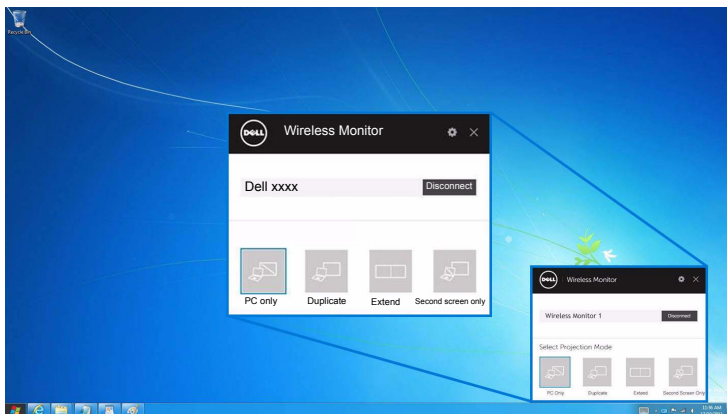 Recycle Bin
DELL
Wireless Monitor
Dell xxxx
Disconnect
PC only
Duplicate
Extend
Second screen only
DELL
Wireless Monitor
Wireless Monitor 1
Disconnect
Select Projection Mode
PC Only
Duplicate
Extend
Second Screen Only